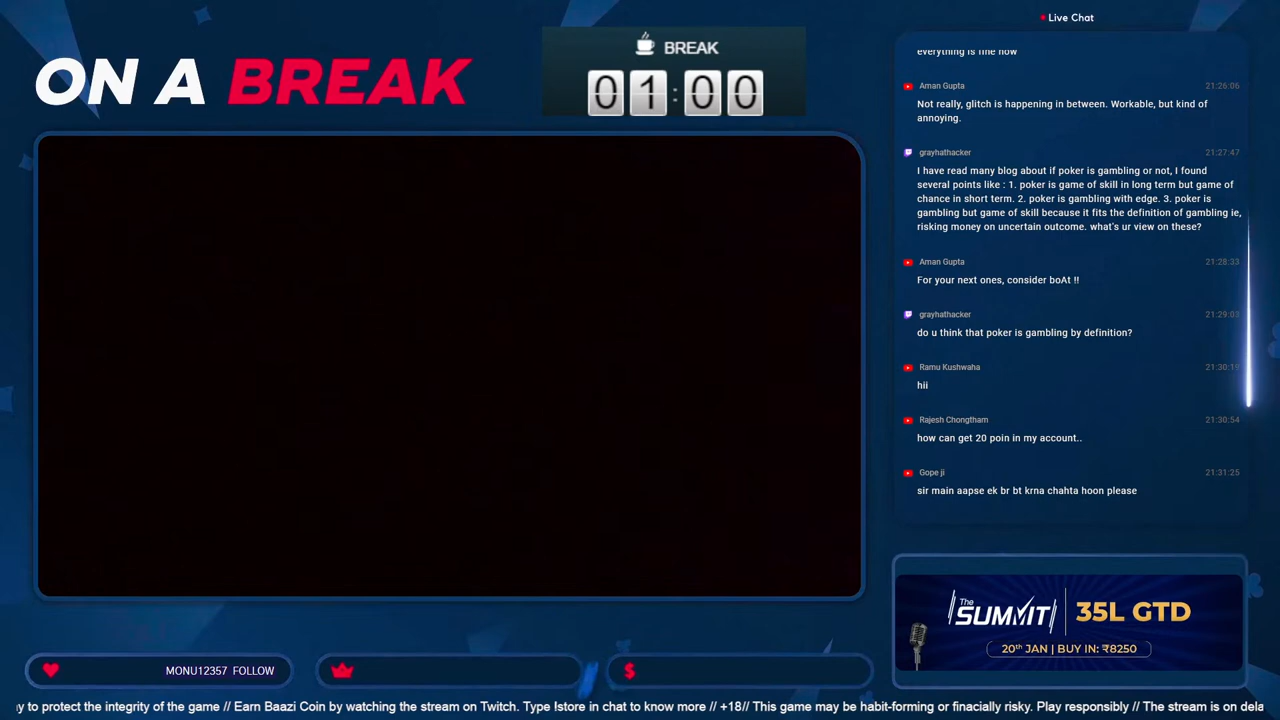 Live Chat
ON A BREAK
BREAK
01:00
everything is fine now
Aman Gupta 21:26:06
Not really, glitch is happening in between. Workable, but kind of
annoying.
grayhathacker 21:27:47
I have read many blog about if poker is gambling or not, I found
several points like : 1. poker is game of skill in long term but game of
chance in short term. 2. poker is gambling with edge. 3. poker is
gambling but game of skill because it fits the definition of gambling ie,
risking money on uncertain outcome. what's ur view on these?
Aman Gupta 21:28:33
For your next ones, consider boAt !!
grayhathacker 21:29:03
do u think that poker is gambling by definition?
Ramu Kushwaha 21:30:19
hii
Rajesh Chongtham 21:30:54
how can get 20 poin in my account..
Gope ji 21:31:25
sir main aapse ek br bt krna chahta hoon please
The SUMMIT 35L GTD
20th JAN | BUY IN: ₹8250
MONU12357 FOLLOW
y to protect the integrity of the game // Earn Baazi Coin by watching the stream on Twitch. Type !store in chat to know more // +18// This game may be habit-forming or finacially risky. Play responsibly // The stream is on dela